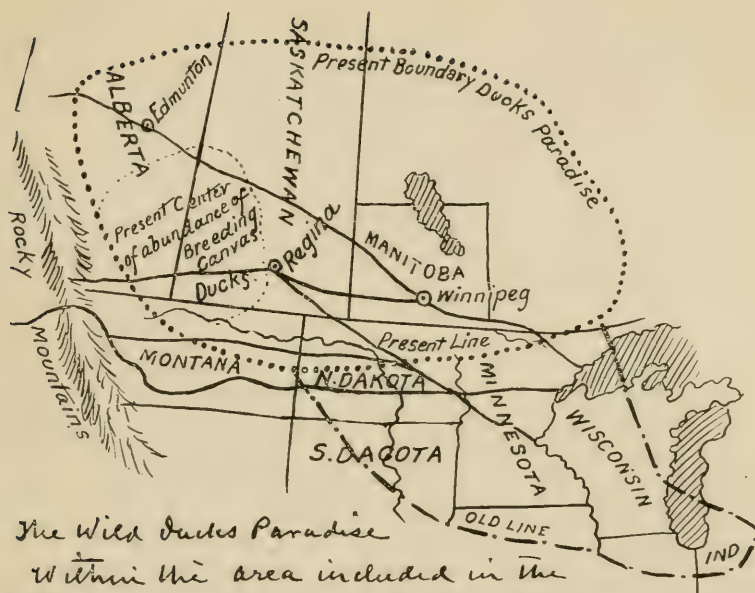 SASKATCHEWAN
Present Boundary Ducks Paradise
ALBERTA
Edmunton
Present Center
of abundance of
Breeding
Canvas
Ducks
Regina
MANITOBA
Winnipeg
Rocky
Mountains
Present Line
MONTANA
N. DAKOTA
MINNESOTA
WISCONSIN
S. DACOTA
OLD LINE
IND
The Wild Ducks Paradise
Within the area included in the